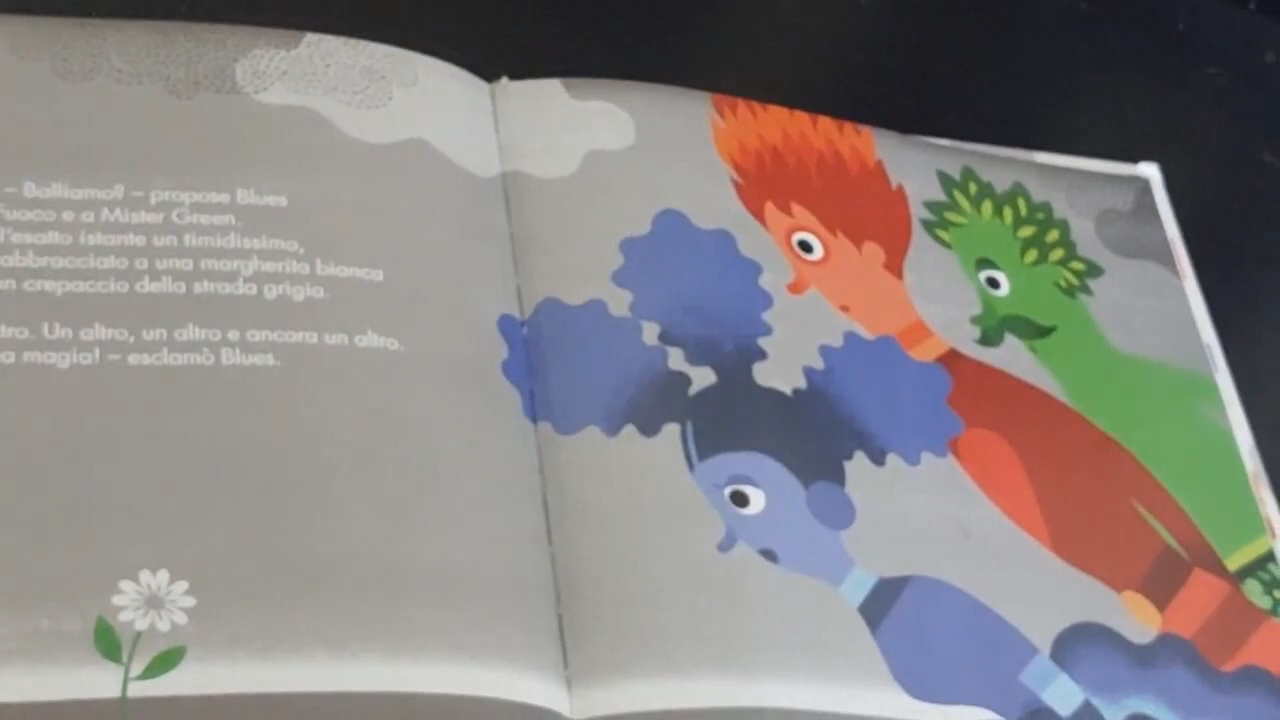 – Balliamo? – propose Blues
Fuoco e a Mister Green.
l'esatto istante un timidissimo,
abbracciato a una margherita bianca
un crepaccio della strada grigia.
tro. Un altro, un altro e ancora un altro.
a magia! – esclamò Blues.